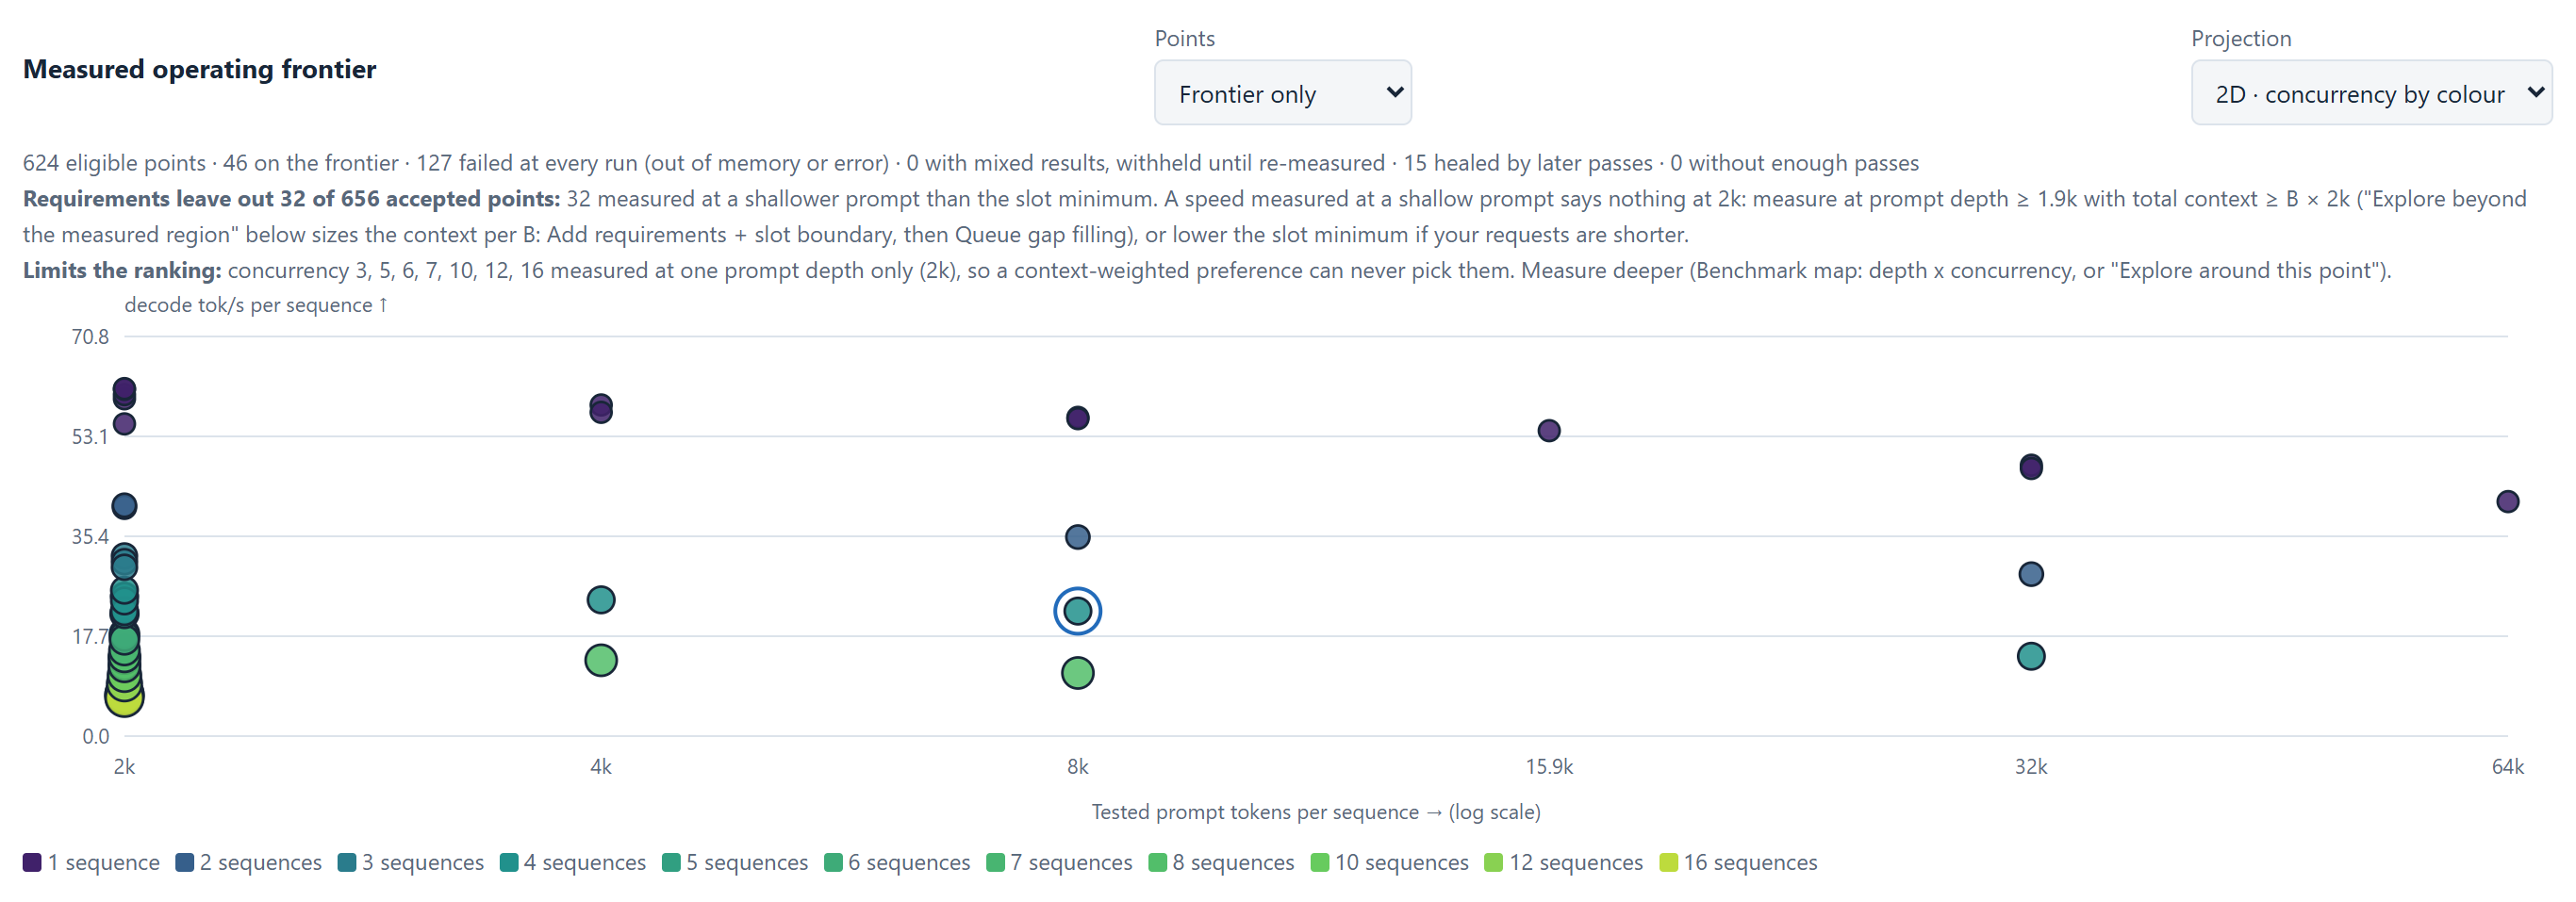 Points
Projection
Measured operating frontier
Frontier only
2D · concurrency by colour
624 eligible points · 46 on the frontier · 127 failed at every run (out of memory or error) · 0 with mixed results, withheld until re-measured · 15 healed by later passes · 0 without enough passes
Requirements leave out 32 of 656 accepted points: 32 measured at a shallower prompt than the slot minimum. A speed measured at a shallow prompt says nothing at 2k: measure at prompt depth ≥ 1.9k with total context ≥ B × 2k ("Explore beyond
the measured region" below sizes the context per B: Add requirements + slot boundary, then Queue gap filling), or lower the slot minimum if your requests are shorter.
Limits the ranking: concurrency 3, 5, 6, 7, 10, 12, 16 measured at one prompt depth only (2k), so a context-weighted preference can never pick them. Measure deeper (Benchmark map: depth x concurrency, or "Explore around this point").
decode tok/s per sequence ↑
70.8
53.1
35.4
17.7
0.0
2k 4k 8k 15.9k 32k 64k
Tested prompt tokens per sequence → (log scale)
1 sequence 2 sequences 3 sequences 4 sequences 5 sequences 6 sequences 7 sequences 8 sequences 10 sequences 12 sequences 16 sequences